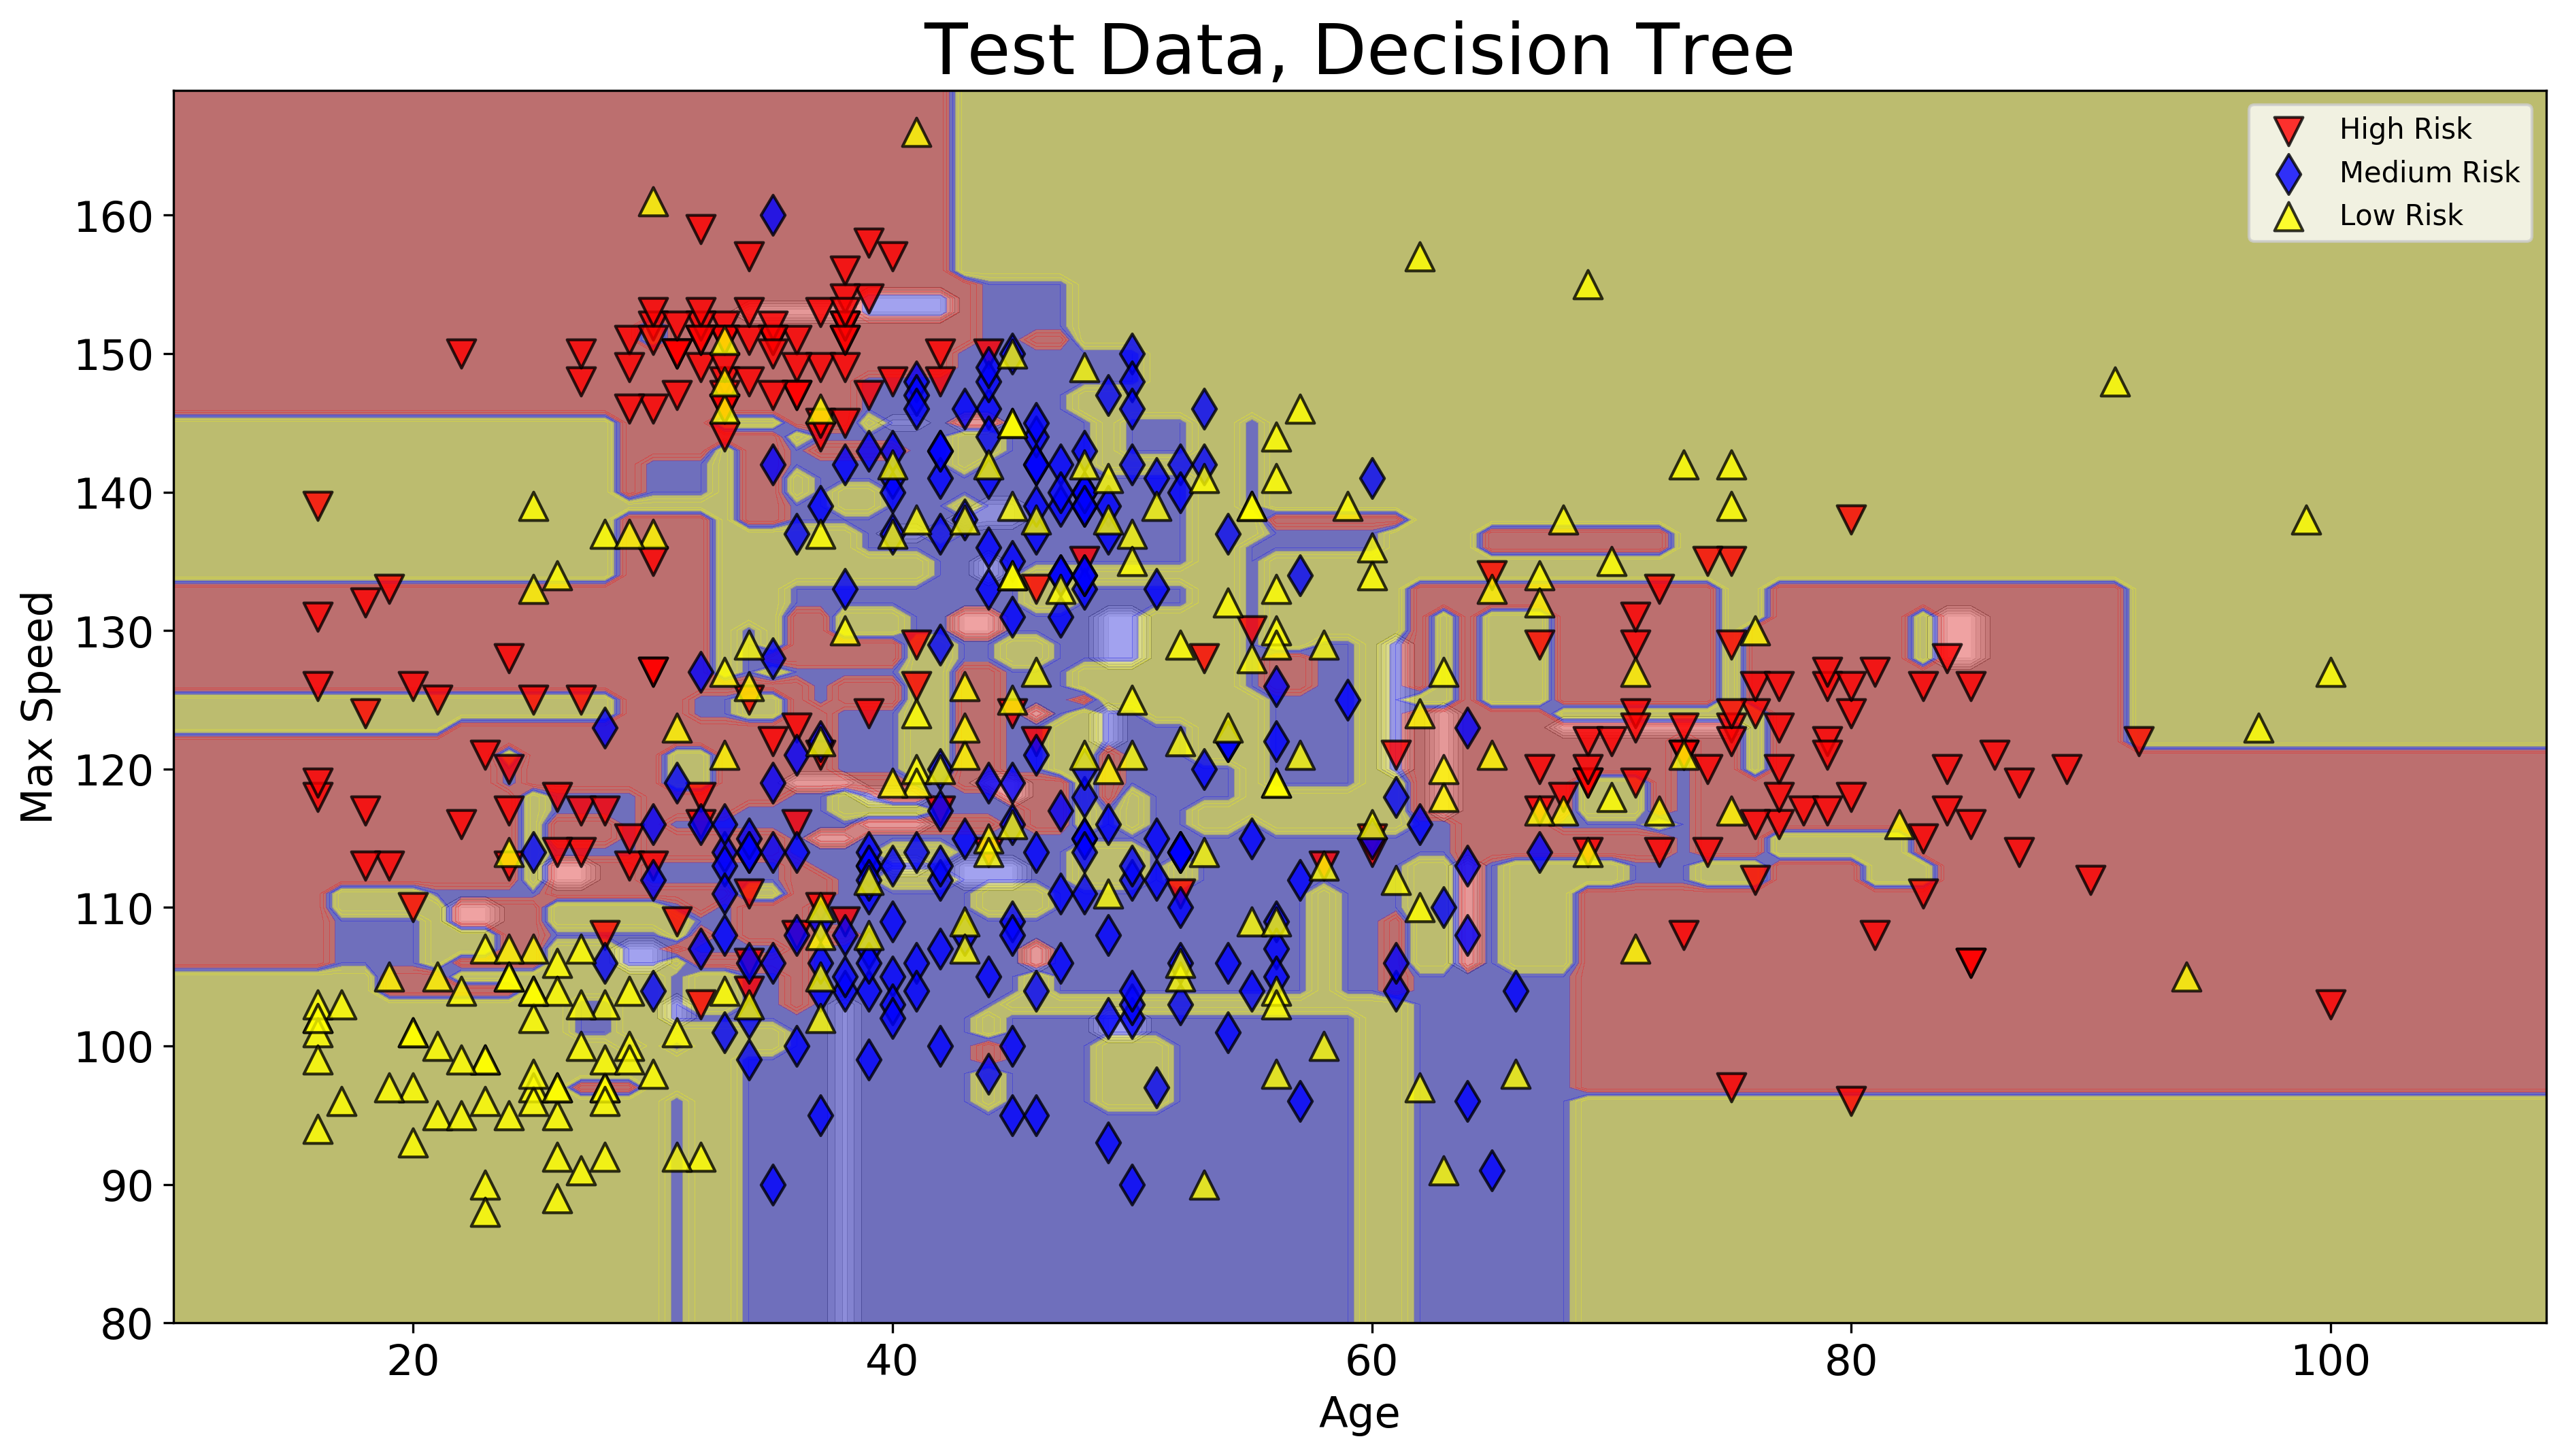 Test Data, Decision Tree
High Risk
Medium Risk
Low Risk
160
150
140
130
120
110
100
90
80
Max Speed
20 40 60 80 100
Age